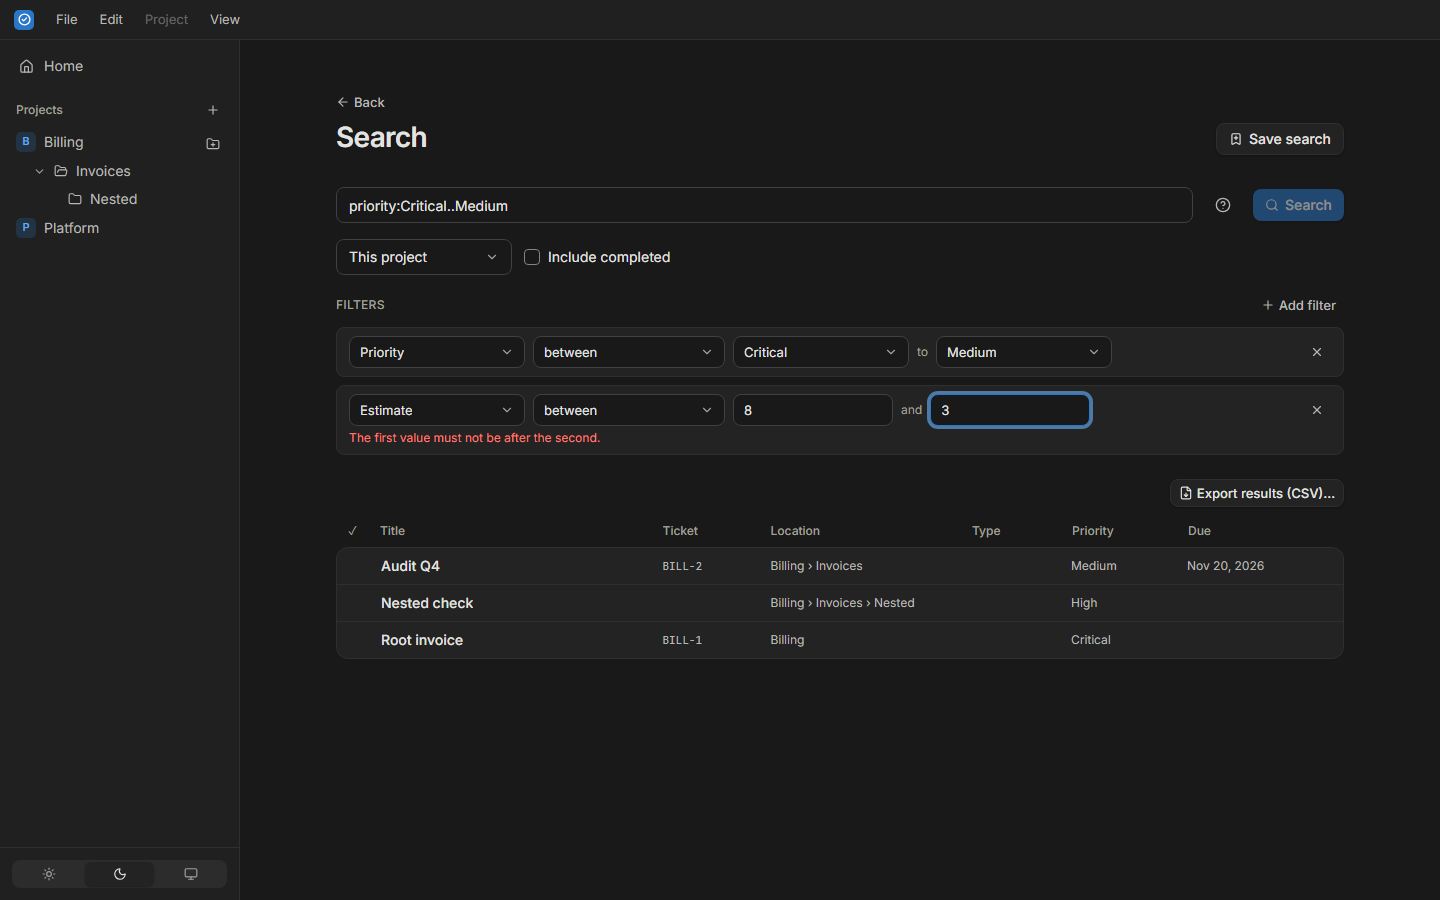 File Edit Project View
Home
Projects
B Billing
Invoices
Nested
P Platform
Back
Search
Save search
priority:Critical..Medium
Search
This project
Include completed
FILTERS
Add filter
Priority between Critical to Medium
Estimate between 8 and 3
The first value must not be after the second.
Export results (CSV)...
Title Ticket Location Type Priority Due
Audit Q4 BILL-2 Billing › Invoices Medium Nov 20, 2026
Nested check Billing › Invoices › Nested High
Root invoice BILL-1 Billing Critical